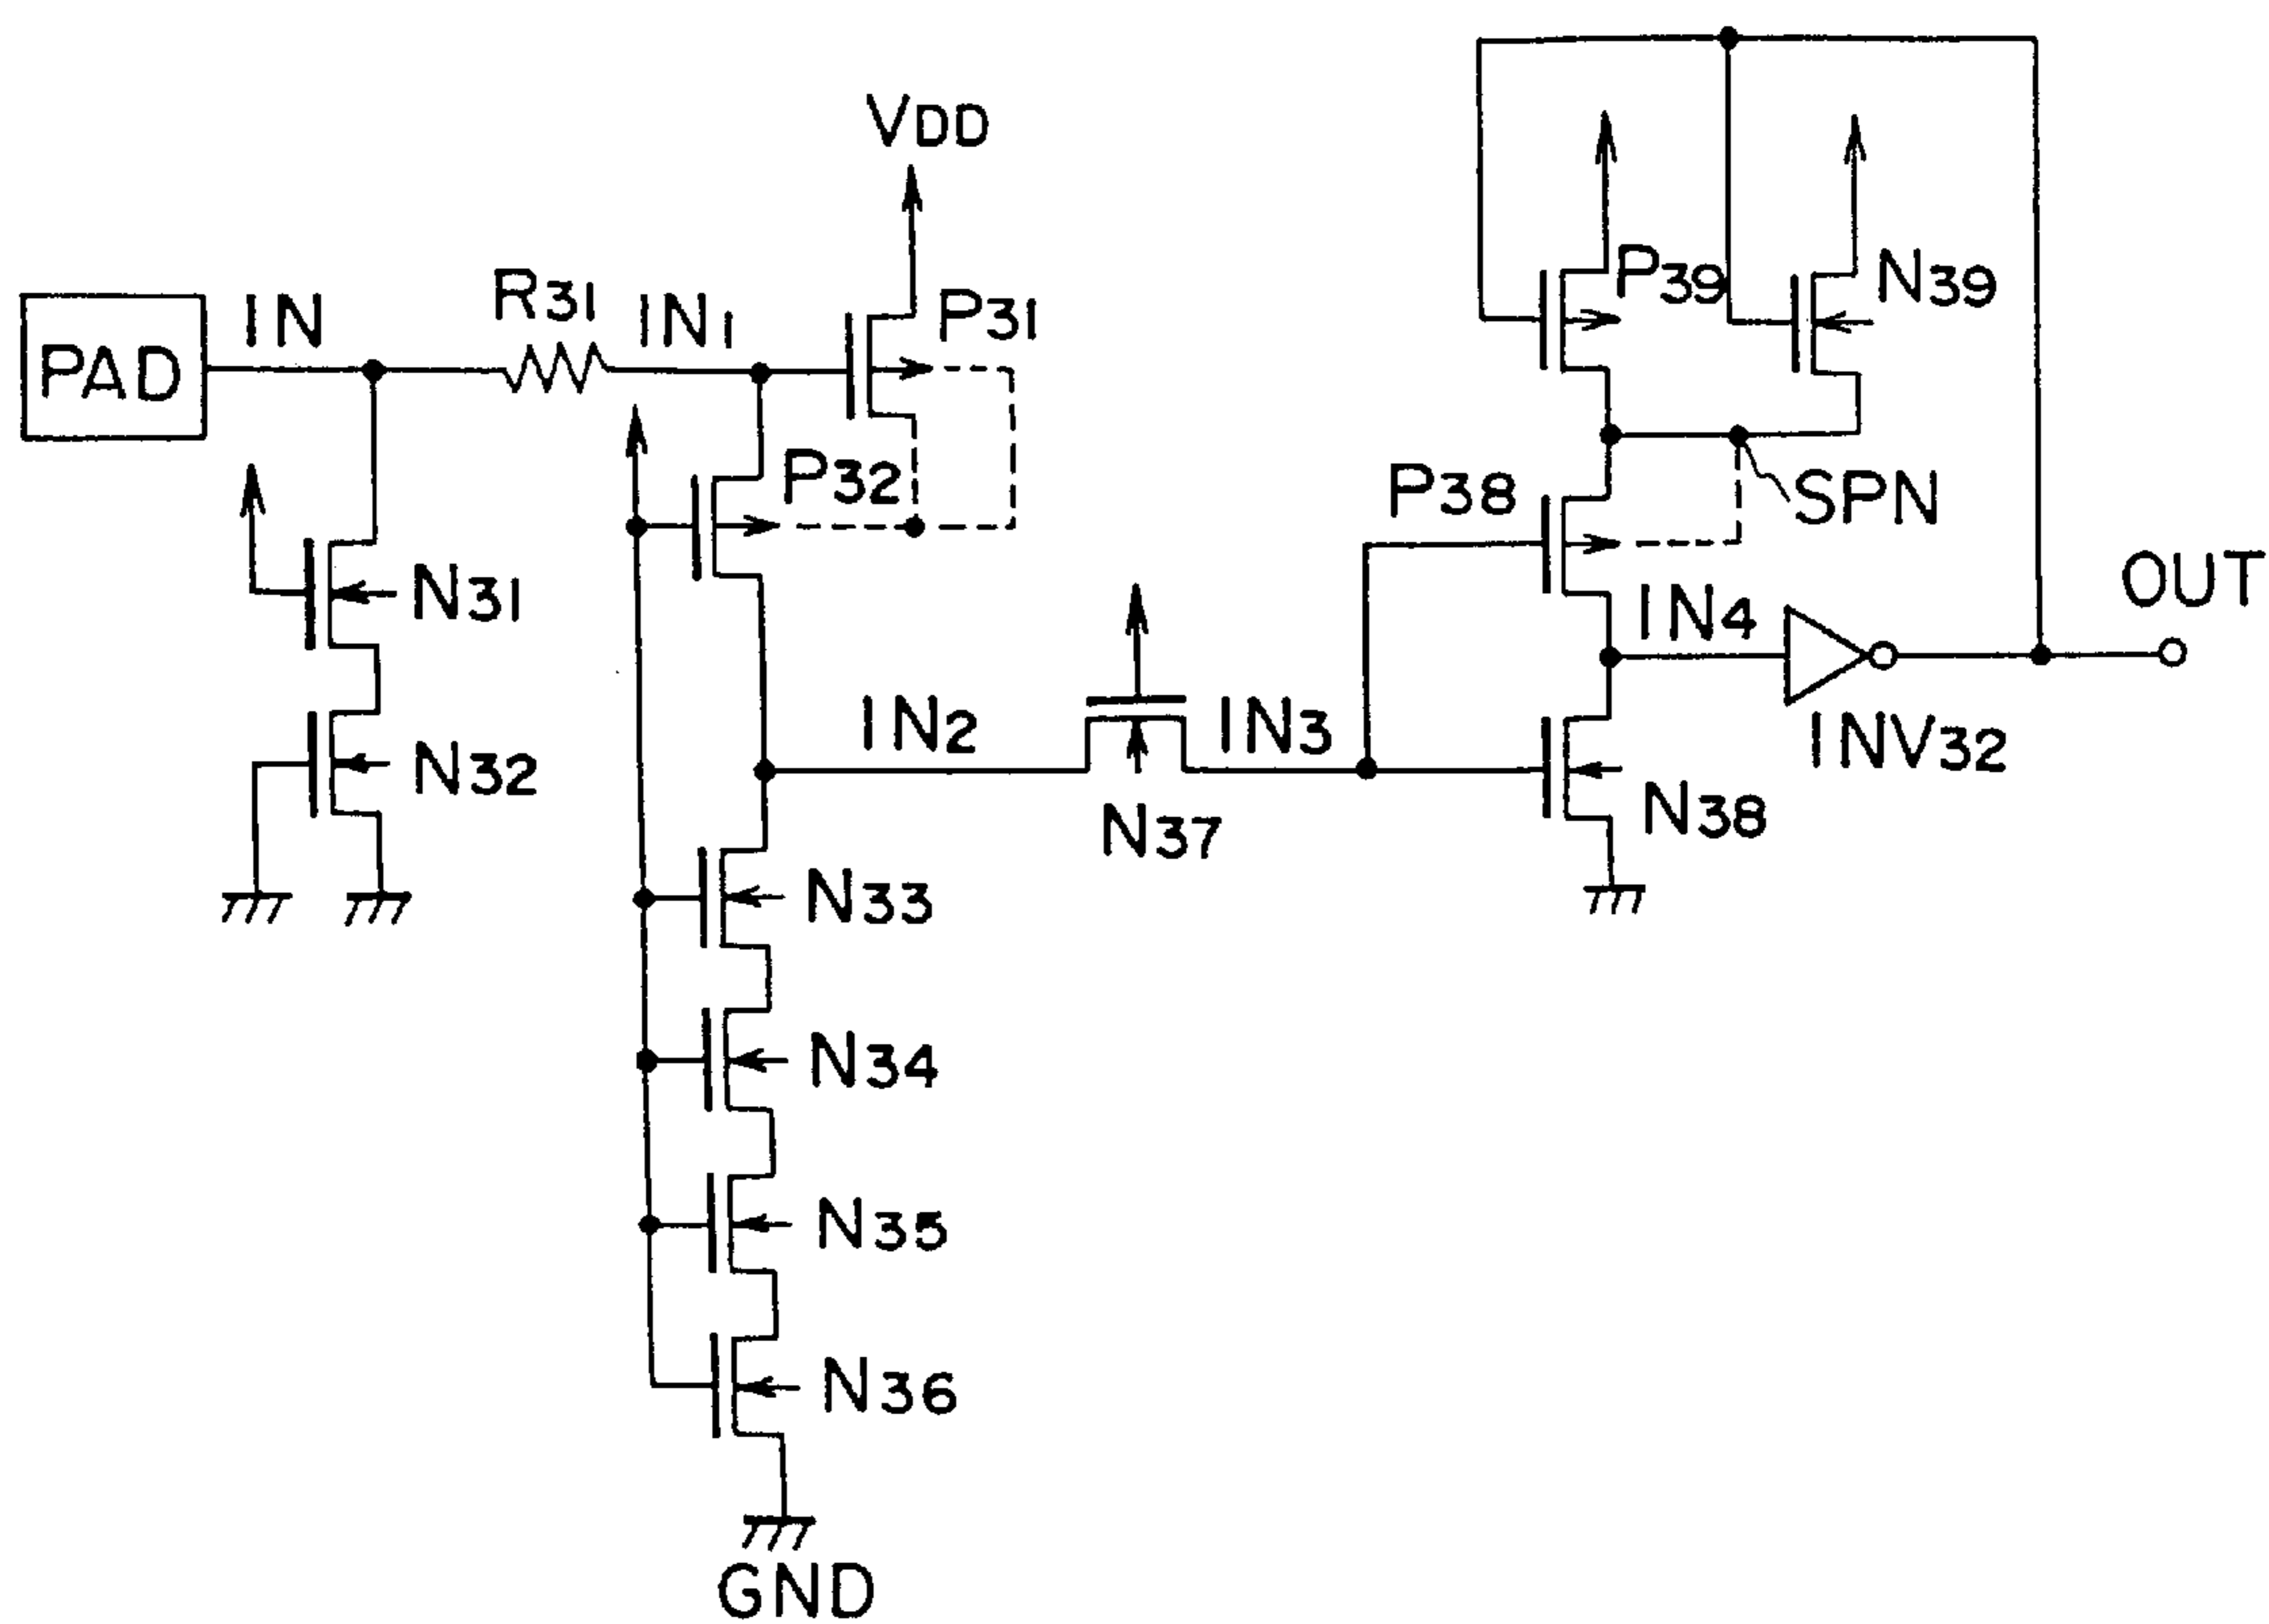 VDD
PAD
IN
R31
IN1
P31
P39
N39
P32
P38
SPN
N31
IN4
OUT
N32
IN2
IN3
INV32
N37
N38
N33
N34
N35
N36
GND